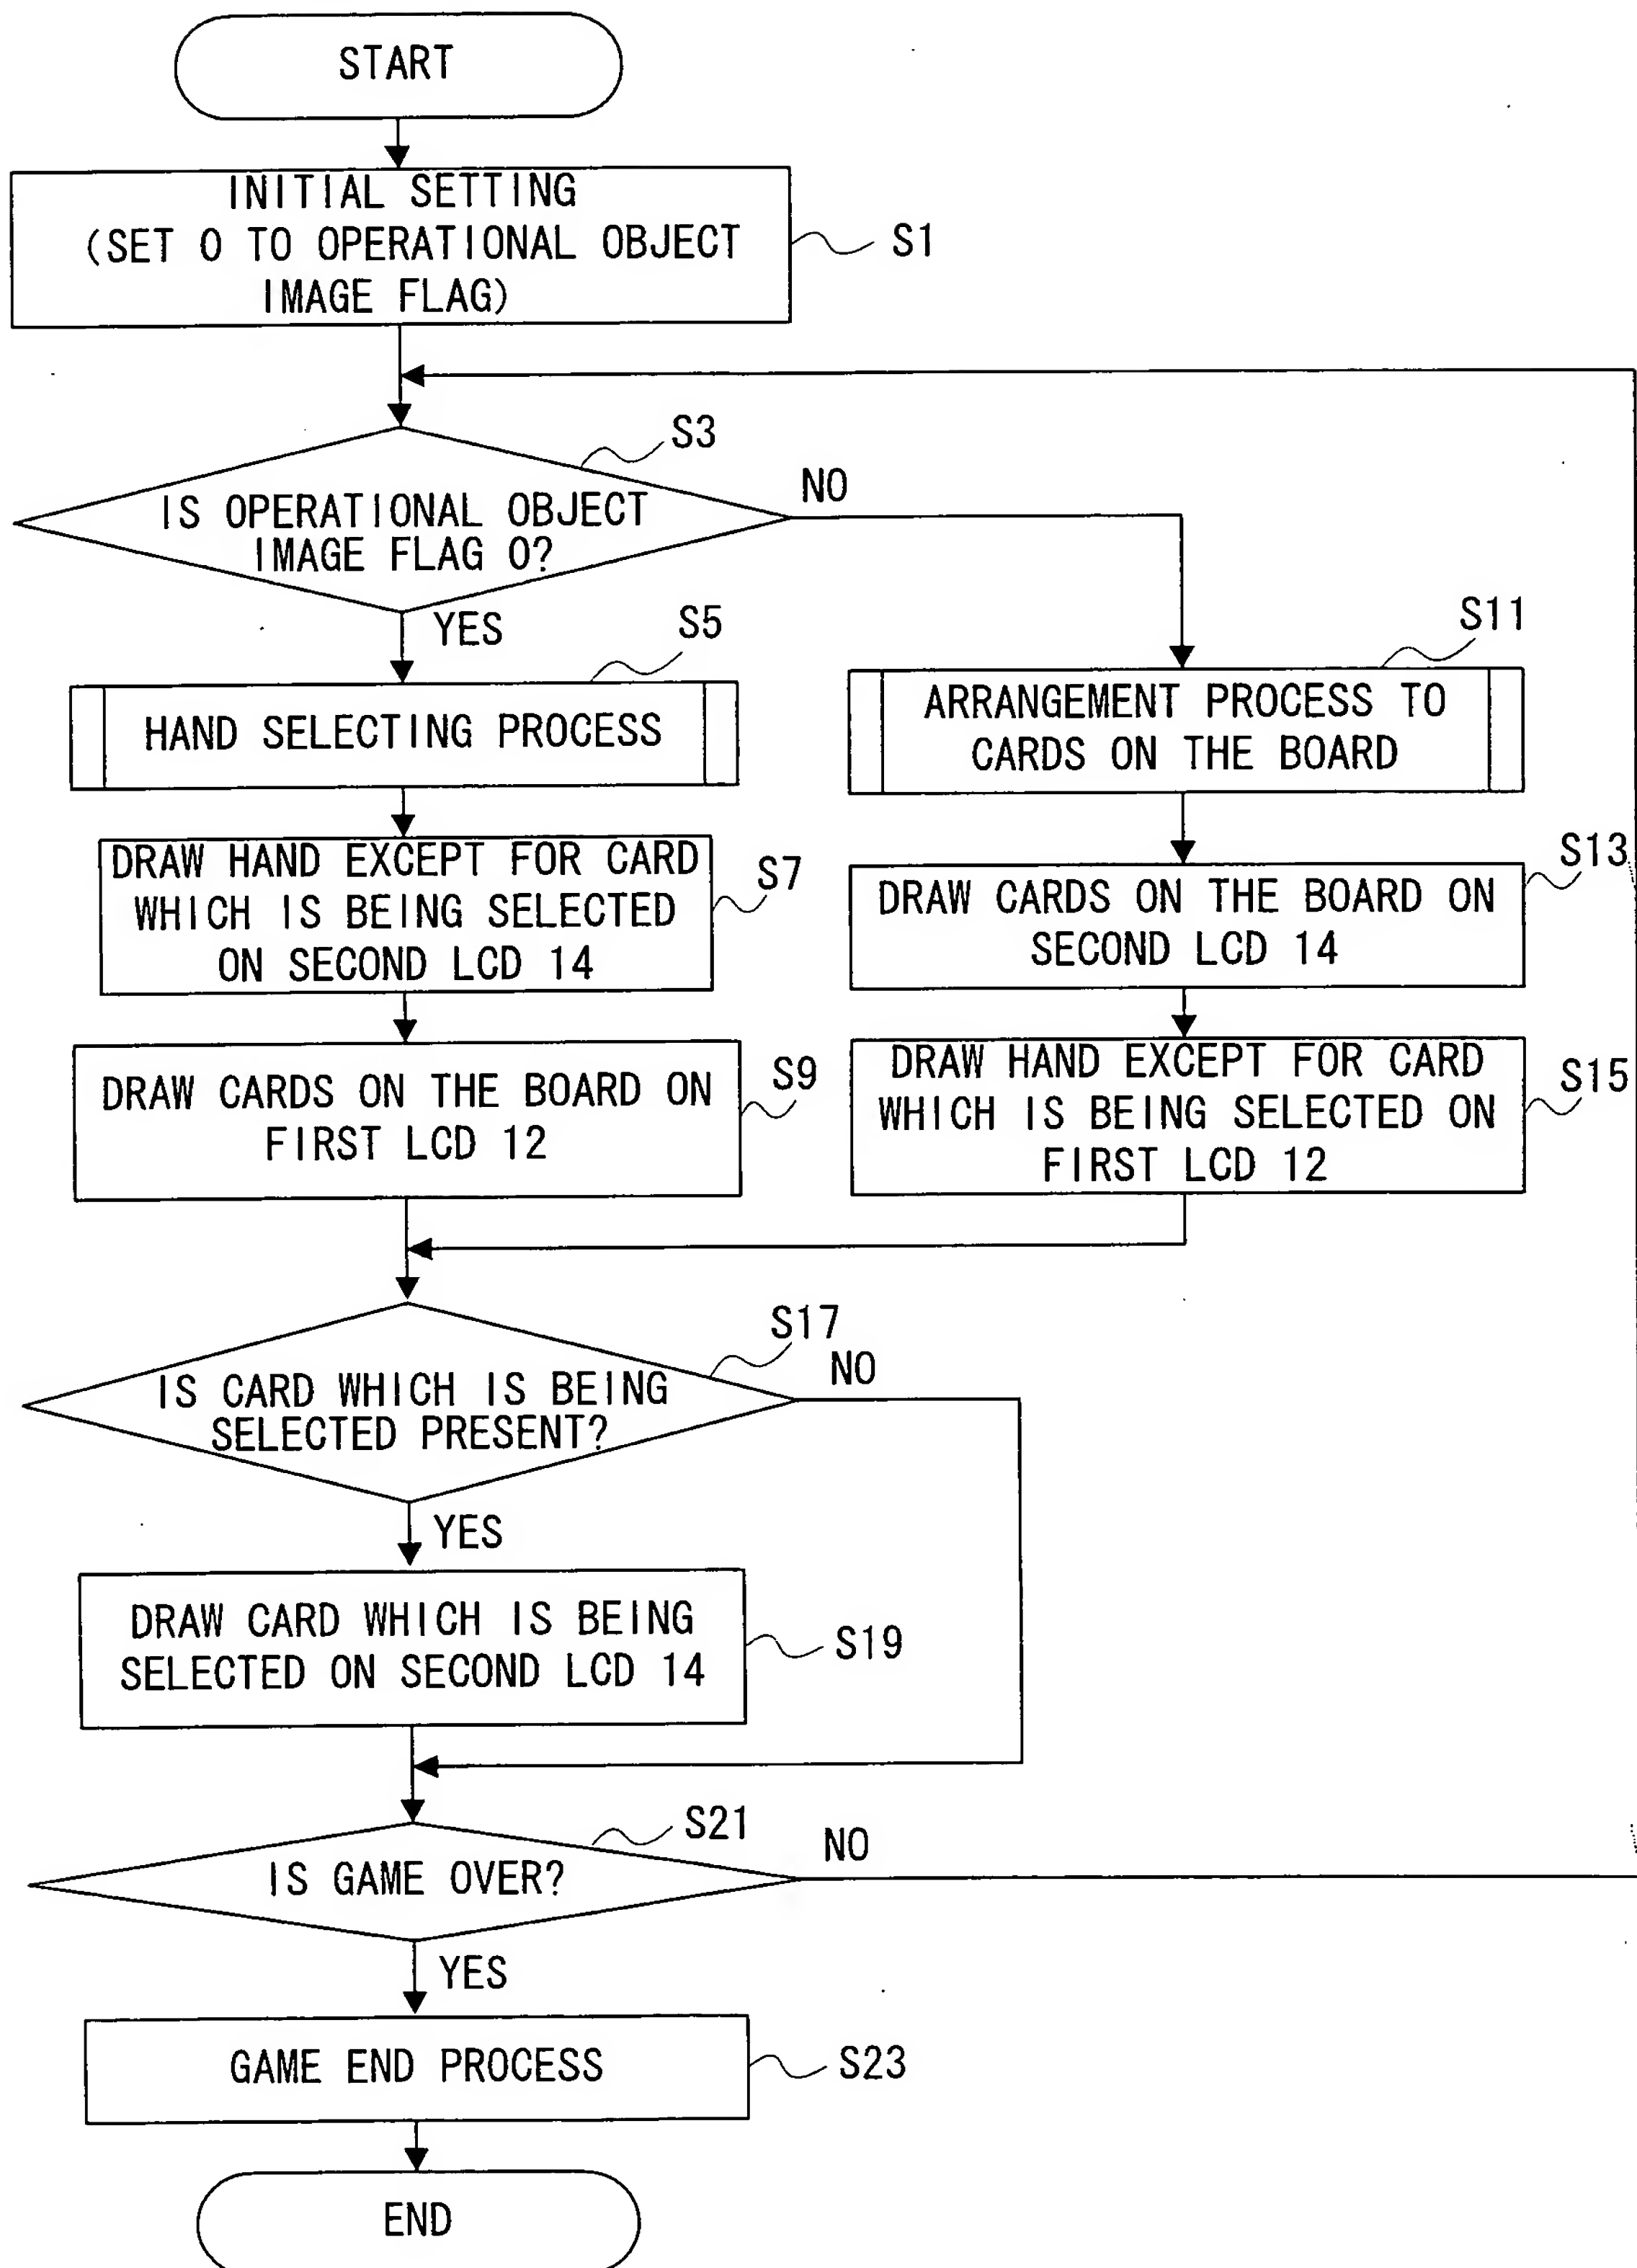 START
INITIAL SETTING
(SET 0 TO OPERATIONAL OBJECT
IMAGE FLAG)
S1
S3
IS OPERATIONAL OBJECT
IMAGE FLAG 0?
NO
YES
S5
HAND SELECTING PROCESS
S11
ARRANGEMENT PROCESS TO
CARDS ON THE BOARD
DRAW HAND EXCEPT FOR CARD
WHICH IS BEING SELECTED
ON SECOND LCD 14
S7
S13
DRAW CARDS ON THE BOARD ON
SECOND LCD 14
DRAW CARDS ON THE BOARD ON
FIRST LCD 12
S9
DRAW HAND EXCEPT FOR CARD
WHICH IS BEING SELECTED ON
FIRST LCD 12
S15
S17
IS CARD WHICH IS BEING
SELECTED PRESENT?
NO
YES
DRAW CARD WHICH IS BEING
SELECTED ON SECOND LCD 14
S19
S21
IS GAME OVER?
NO
YES
GAME END PROCESS
S23
END